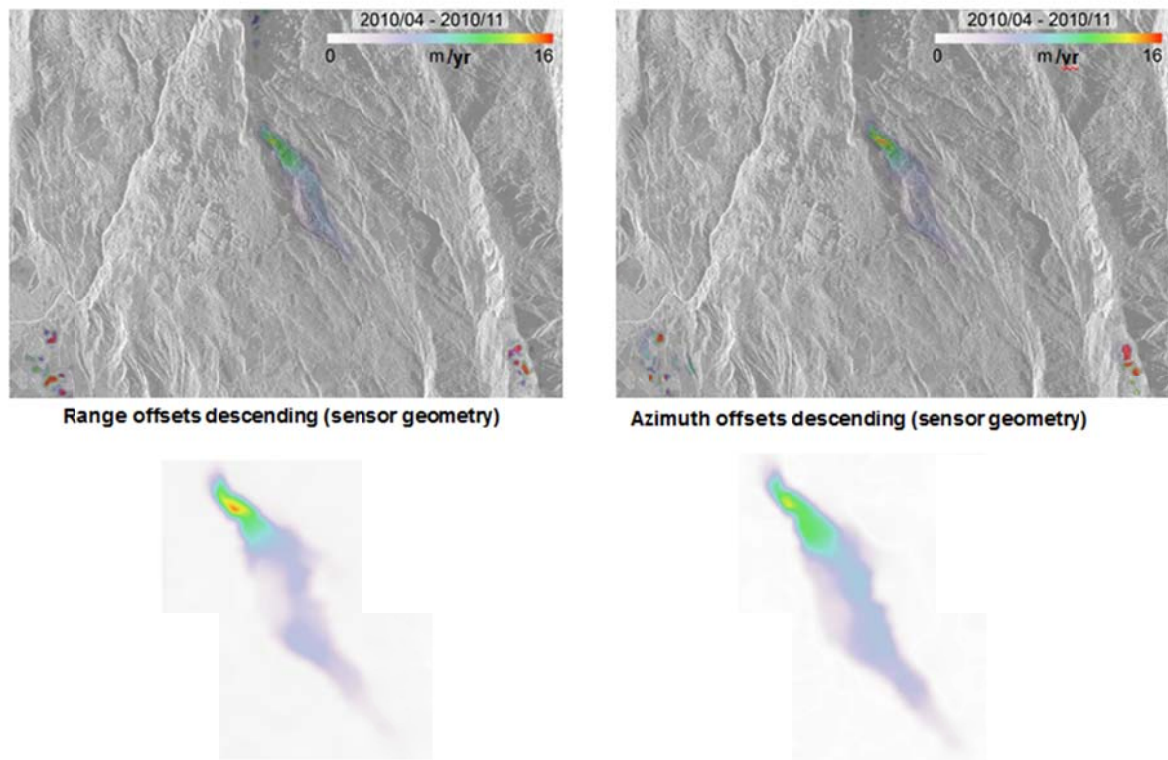 2010/04 - 2010/11
0 m/yr 16
2010/04 - 2010/11
0 m/yr 16
Range offsets descending (sensor geometry)
Azimuth offsets descending (sensor geometry)